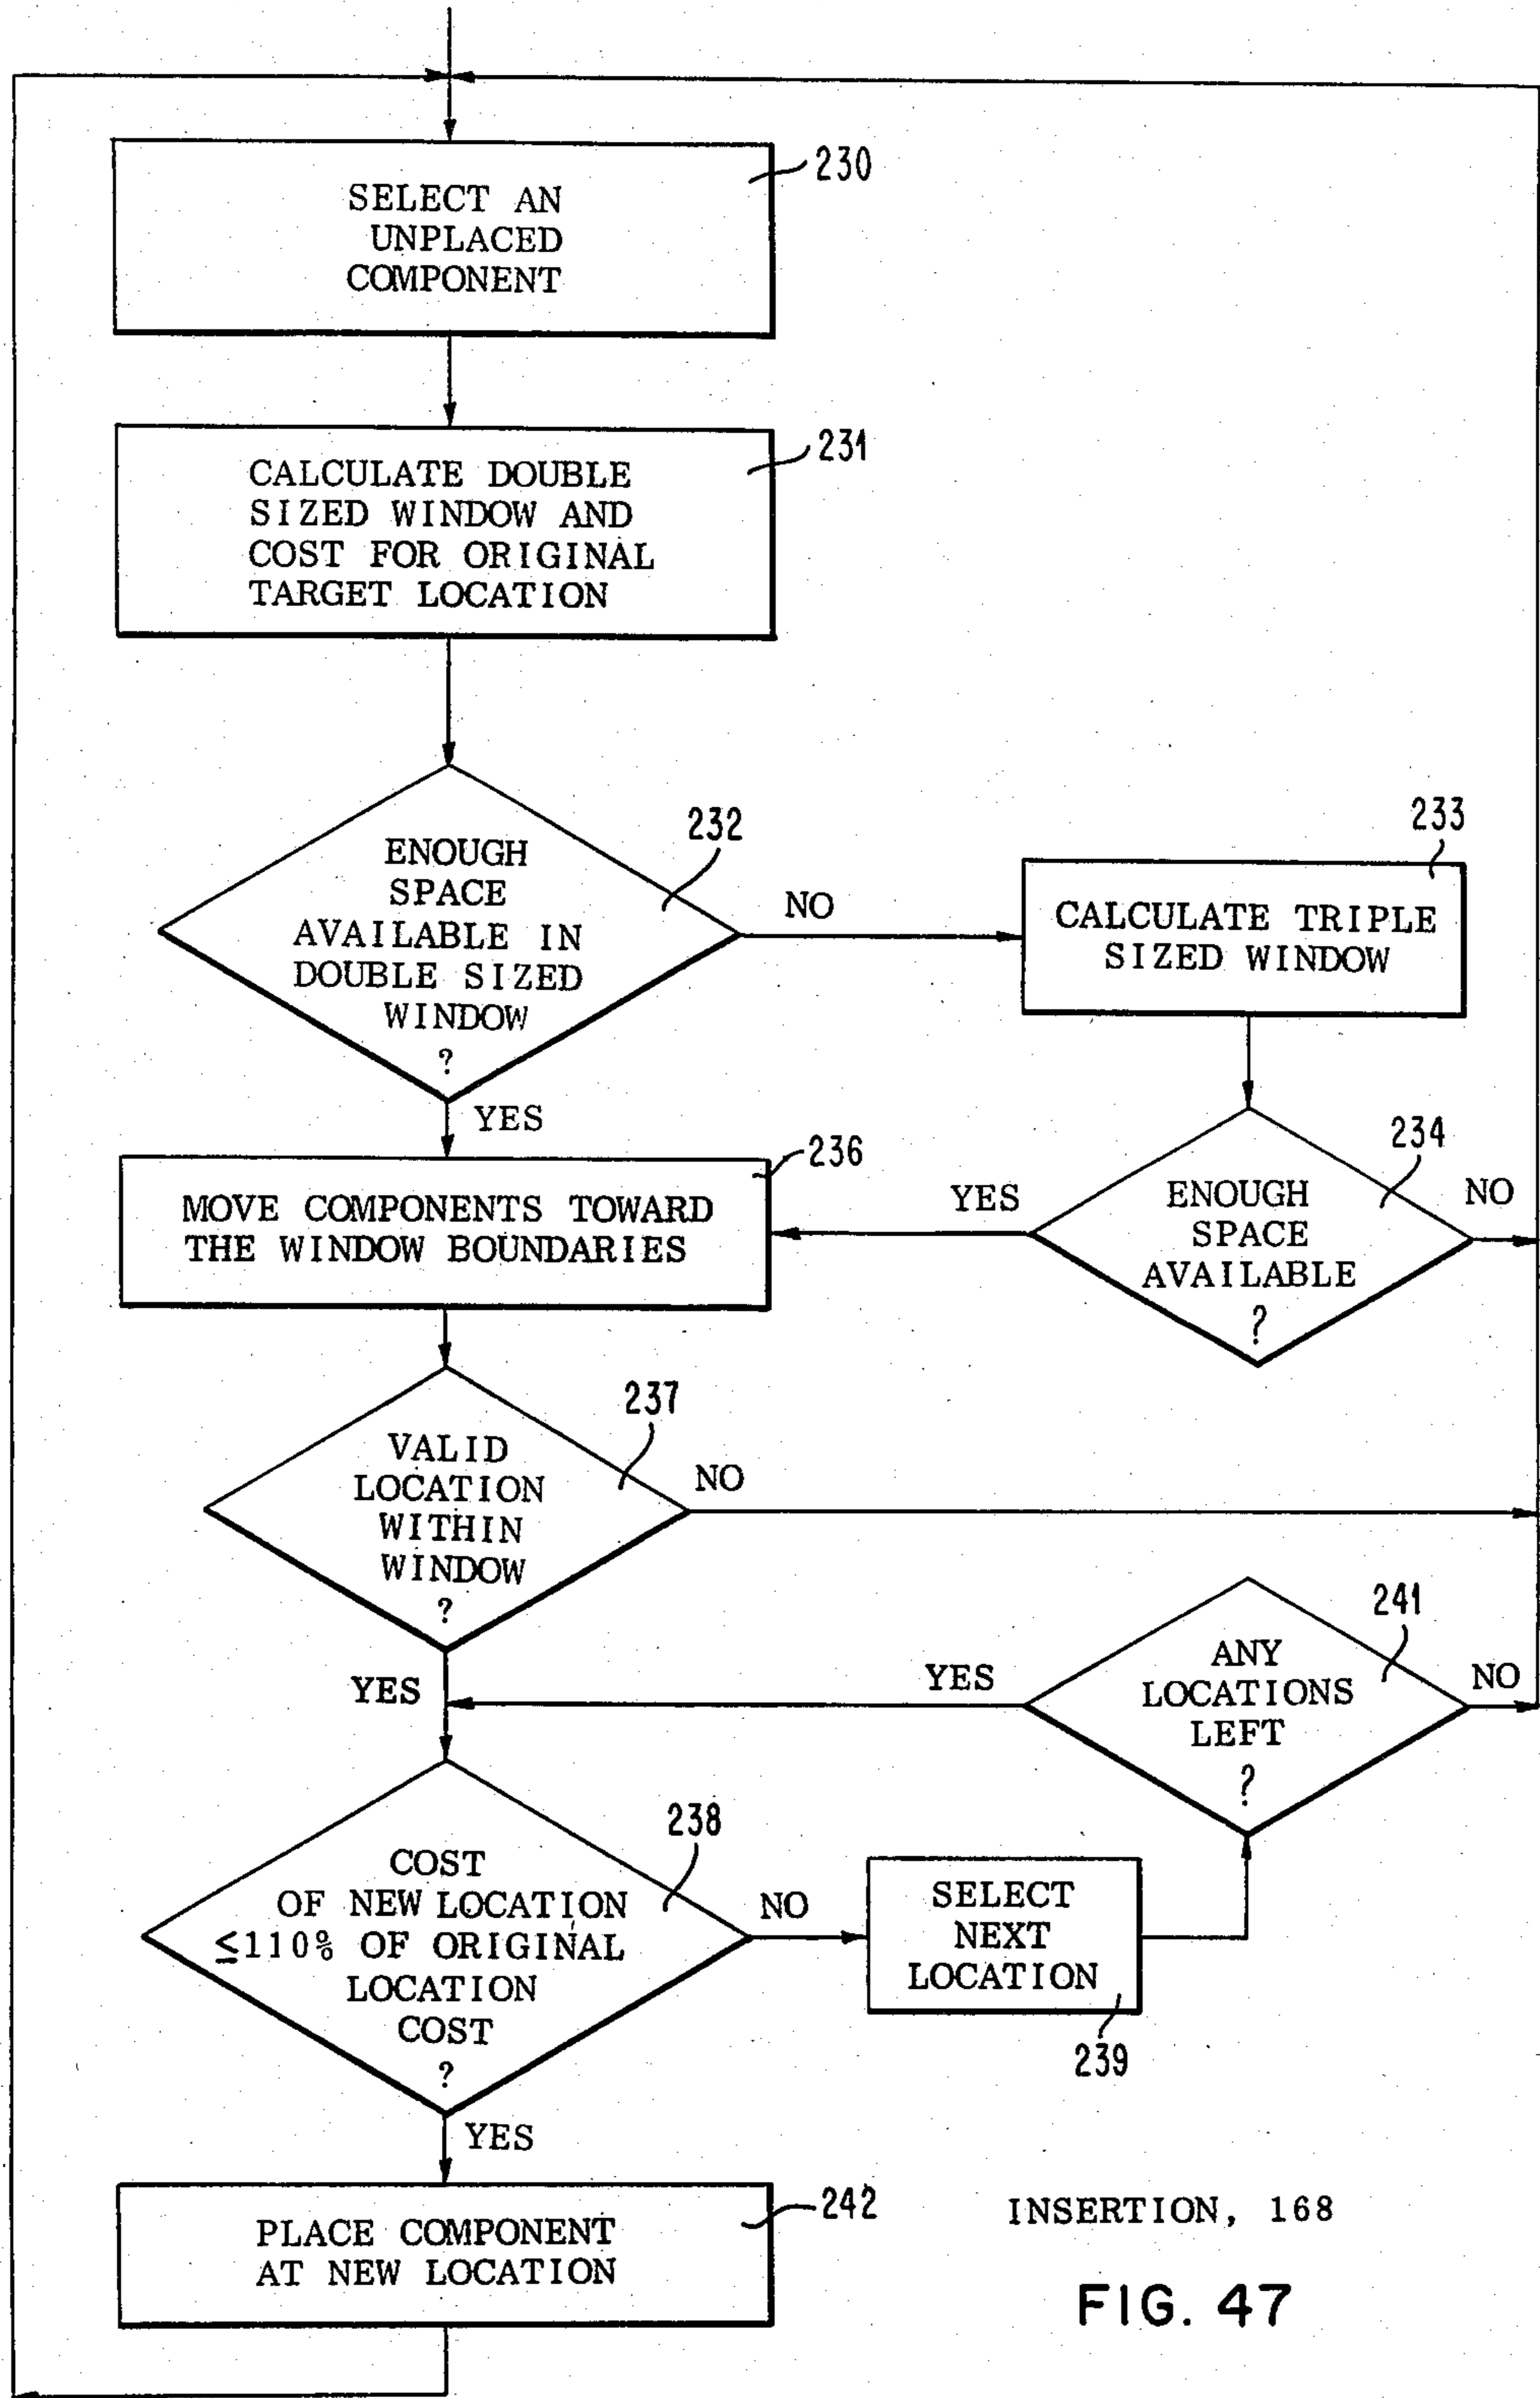 230
SELECT AN
UNPLACED
COMPONENT
231
CALCULATE DOUBLE
SIZED WINDOW AND
COST FOR ORIGINAL
TARGET LOCATION
232
ENOUGH
SPACE
AVAILABLE IN
DOUBLE SIZED
WINDOW
?
NO
YES
233
CALCULATE TRIPLE
SIZED WINDOW
234
ENOUGH
SPACE
AVAILABLE
?
YES
NO
236
MOVE COMPONENTS TOWARD
THE WINDOW BOUNDARIES
237
VALID
LOCATION
WITHIN
WINDOW
?
NO
YES
241
ANY
LOCATIONS
LEFT
?
YES
NO
238
COST
OF NEW LOCATION
≤110% OF ORIGINAL
LOCATION
COST
?
NO
YES
SELECT
NEXT
LOCATION
239
242
PLACE COMPONENT
AT NEW LOCATION
INSERTION, 168
FIG. 47